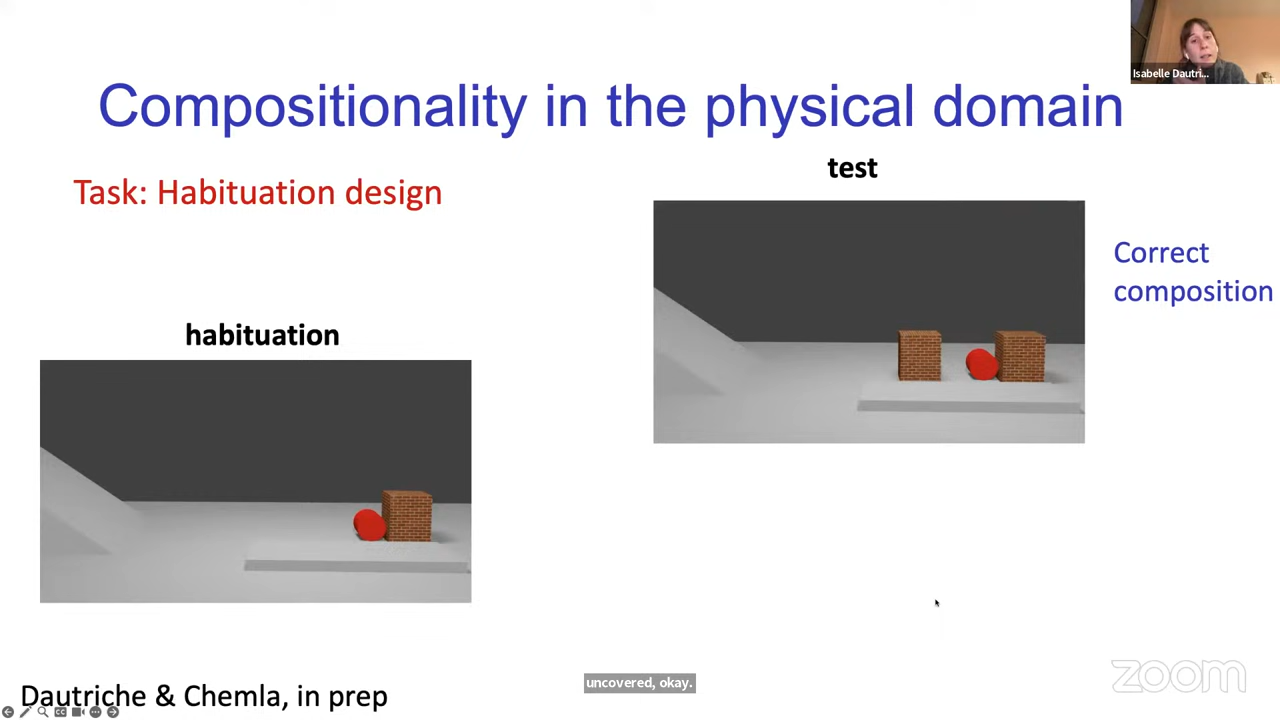 Isabelle Dautri...
Compositionality in the physical domain
Task: Habituation design
test
Correct
composition
habituation
Dautriche & Chemla, in prep
uncovered, okay.
zoom